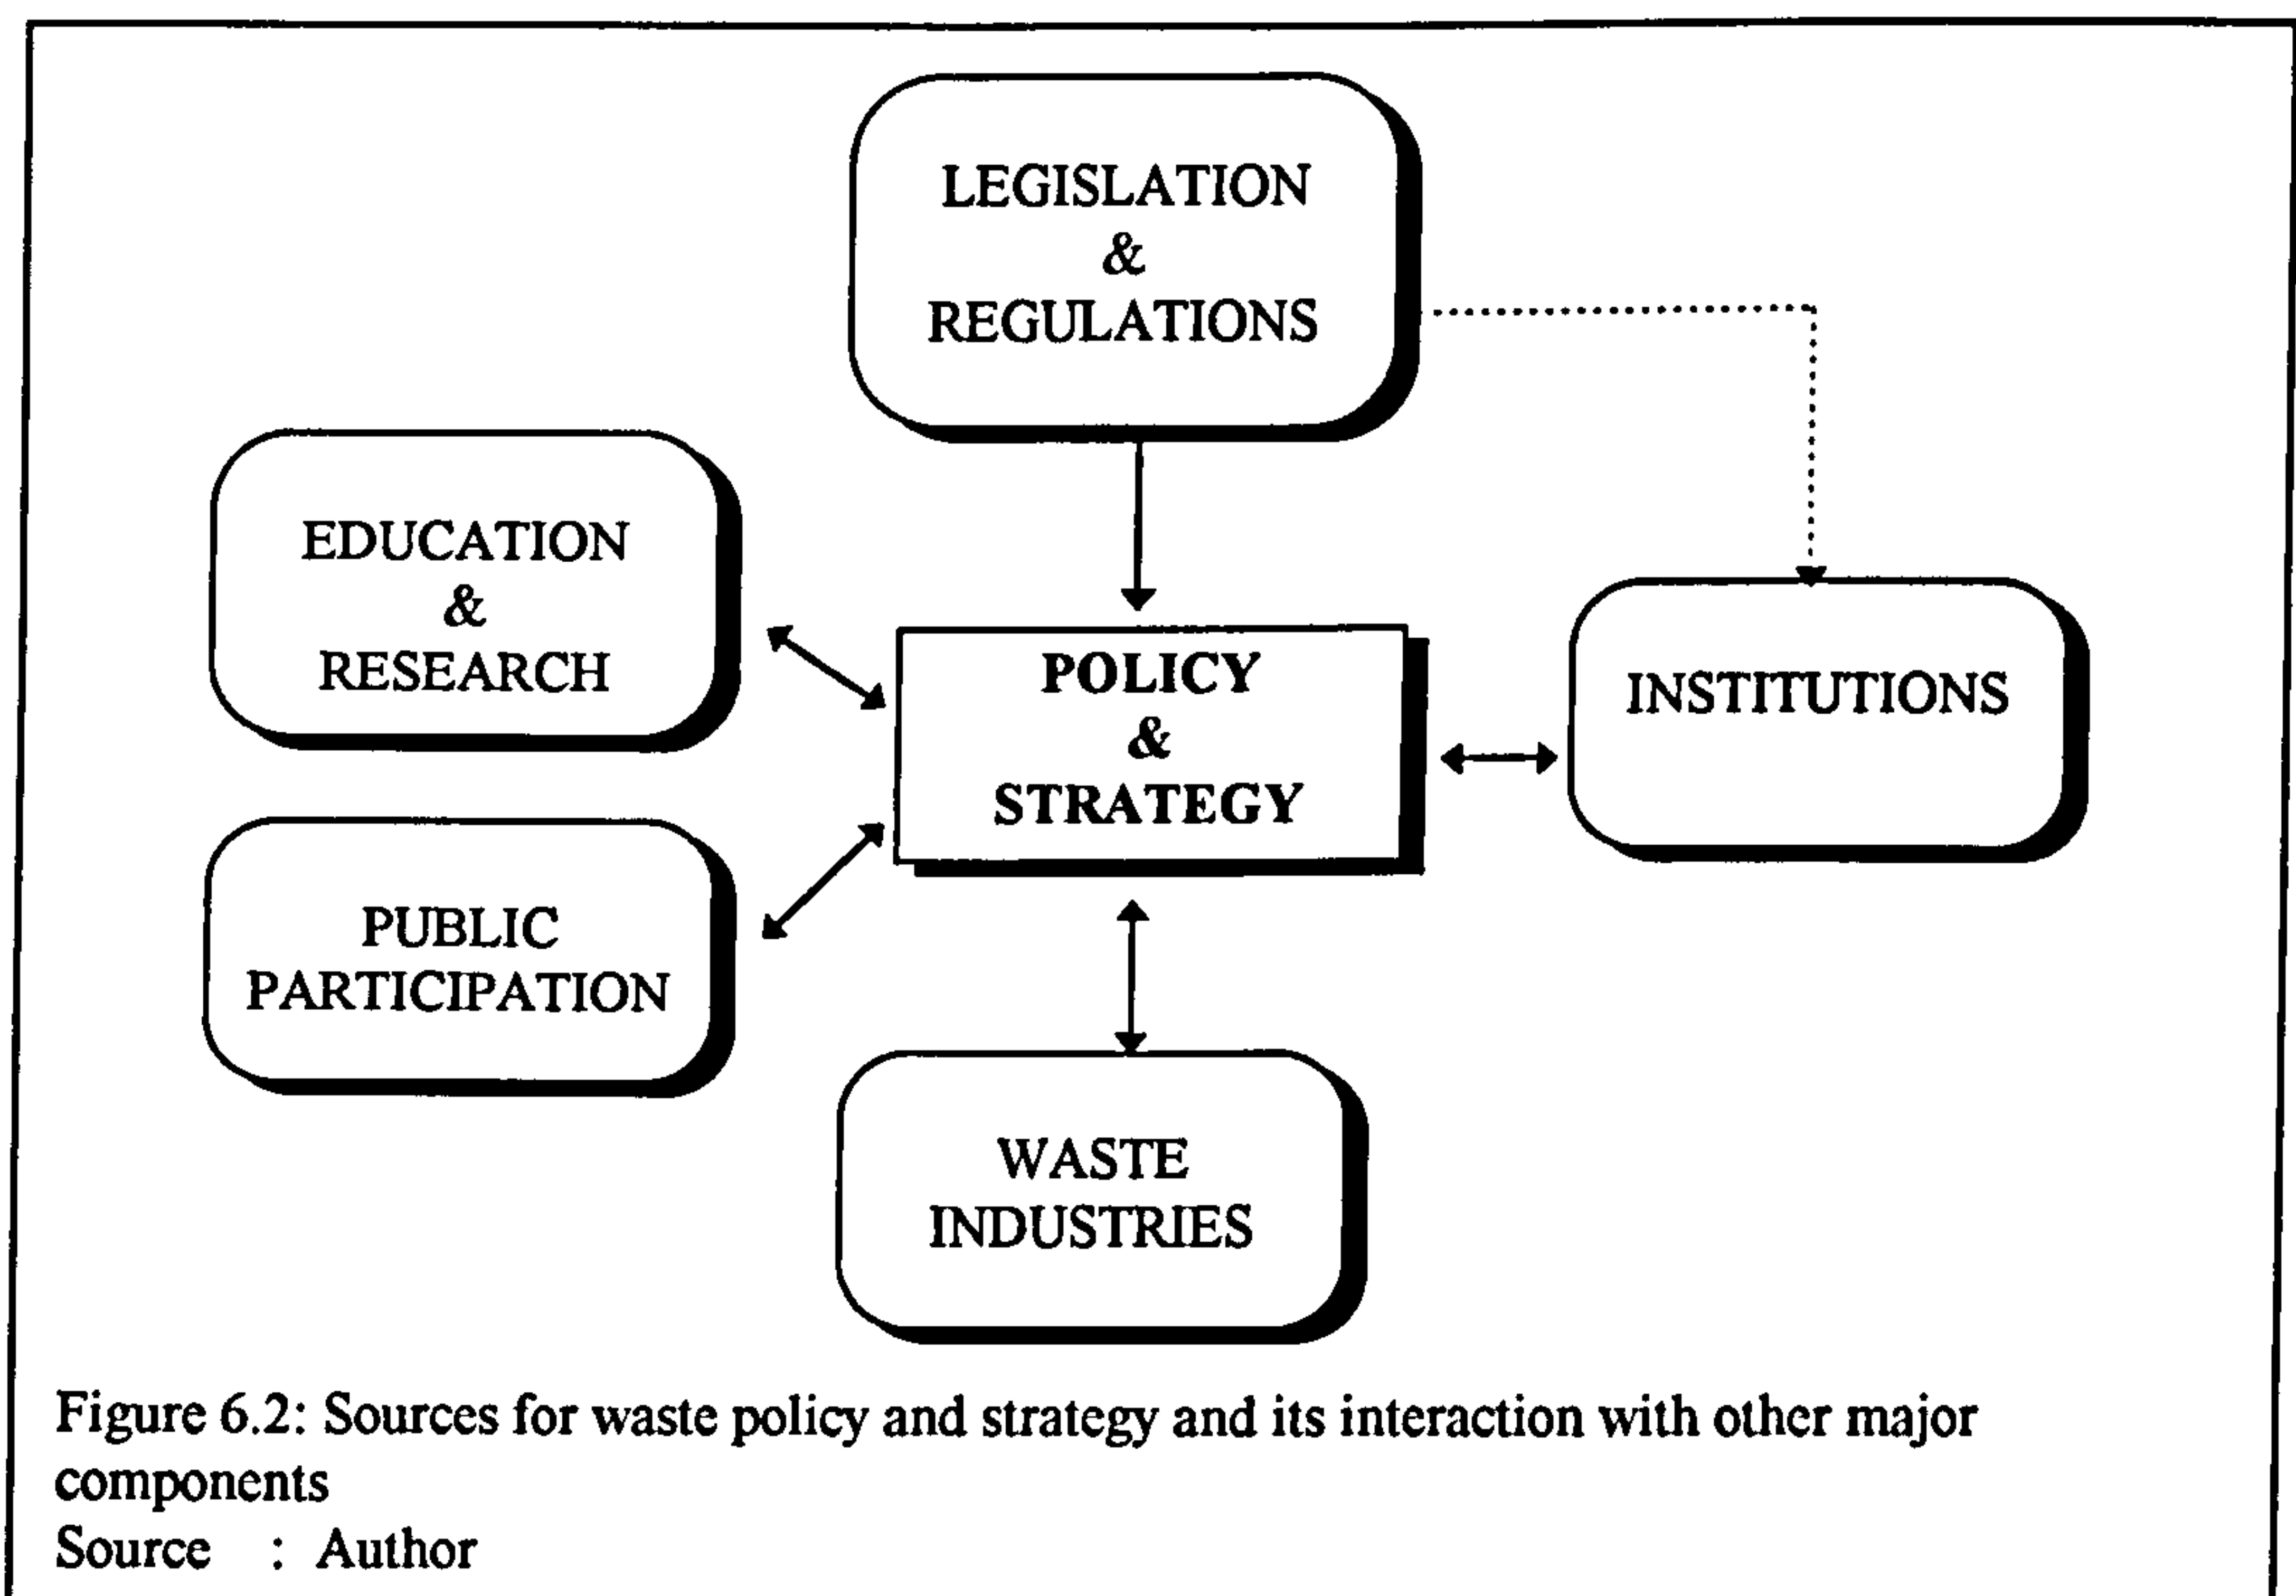 LEGISLATION
&
REGULATIONS
EDUCATION
&
RESEARCH
POLICY
&
STRATEGY
INSTITUTIONS
PUBLIC
PARTICIPATION
WASTE
INDUSTRIES
Figure 6.2: Sources for waste policy and strategy and its interaction with other major
components
Source : Author